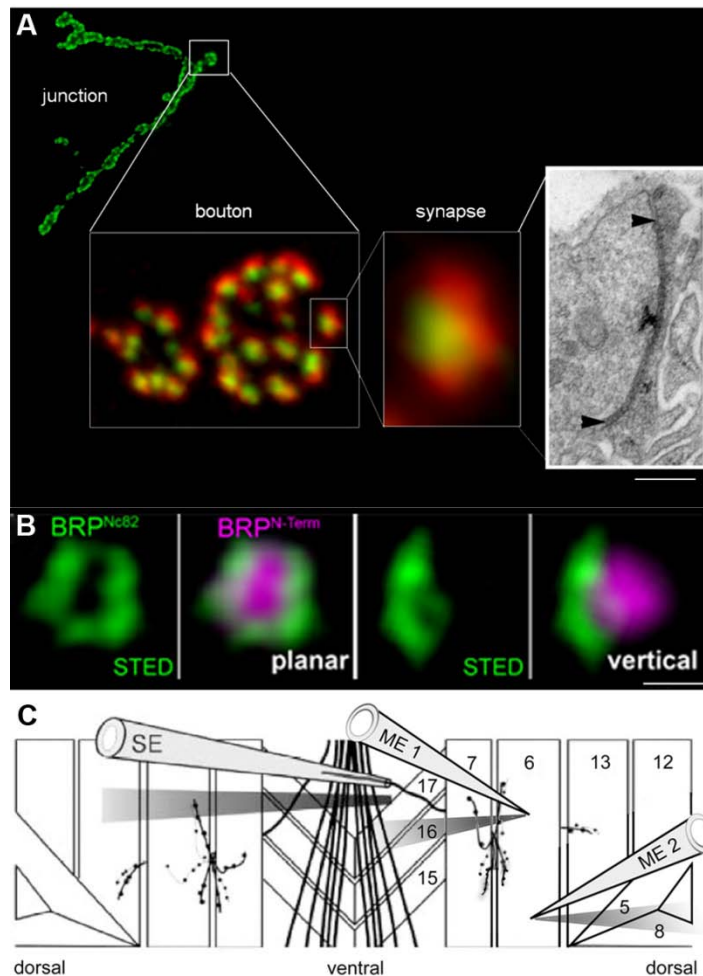 A
junction
bouton
synapse
B
BRP^Nc82
BRP^N-Term
STED
planar
STED
vertical
C
SE
ME 1
7
6
13
12
17
16
15
ME 2
5
8
dorsal
ventral
dorsal